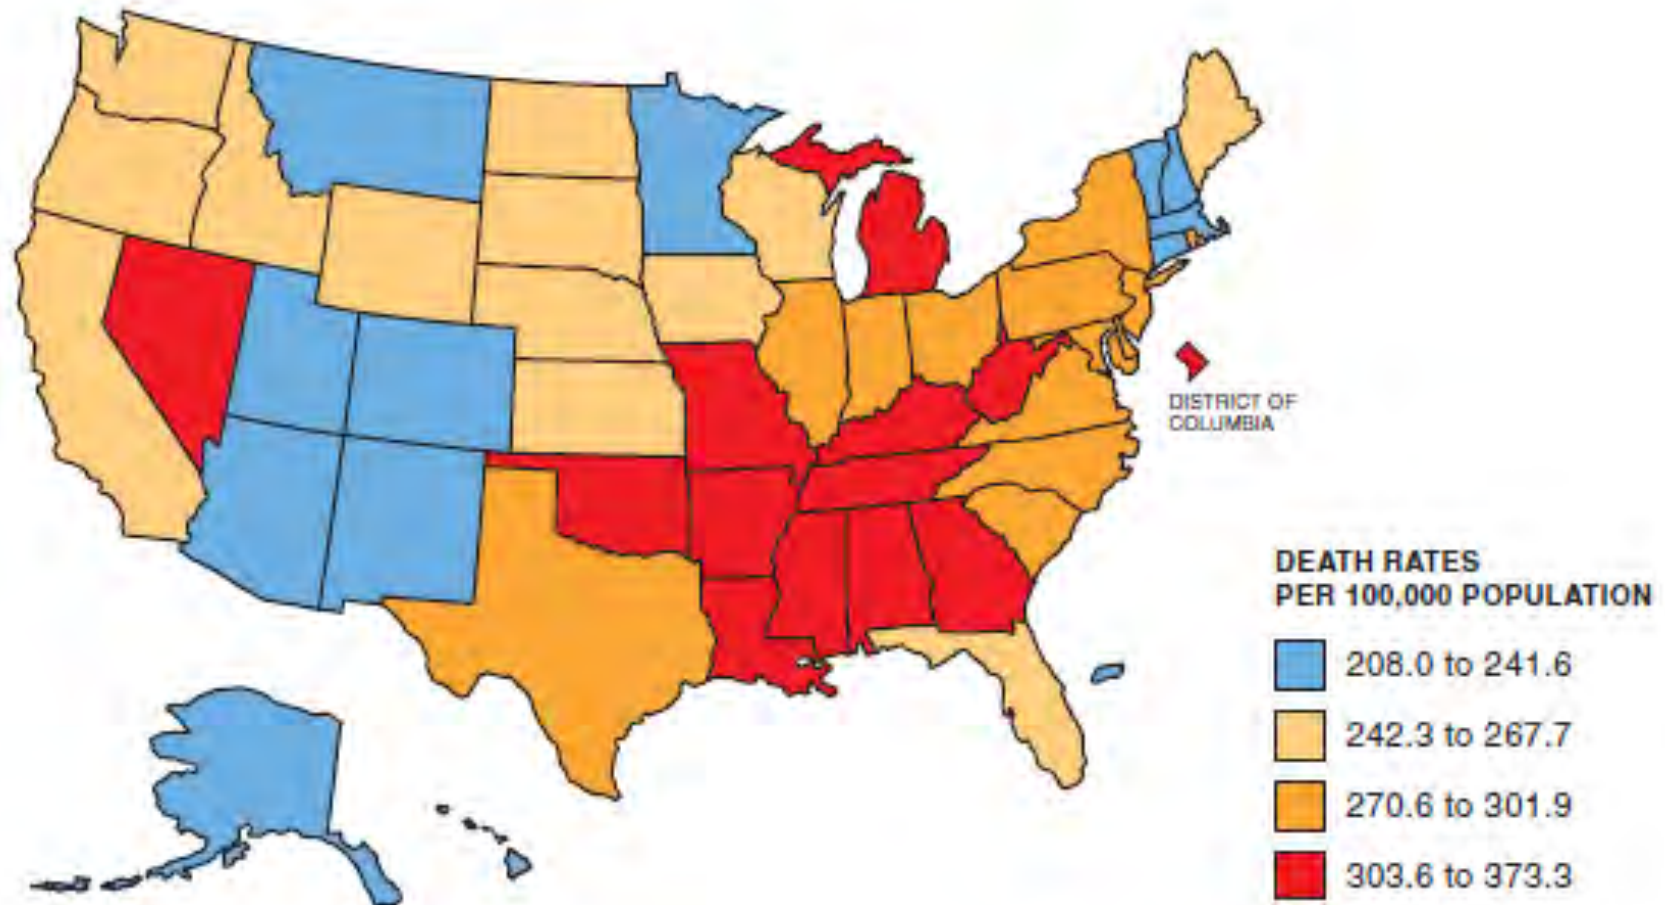 DISTRICT OF
COLUMBIA
DEATH RATES
PER 100,000 POPULATION
208.0 to 241.6
242.3 to 267.7
270.6 to 301.9
303.6 to 373.3